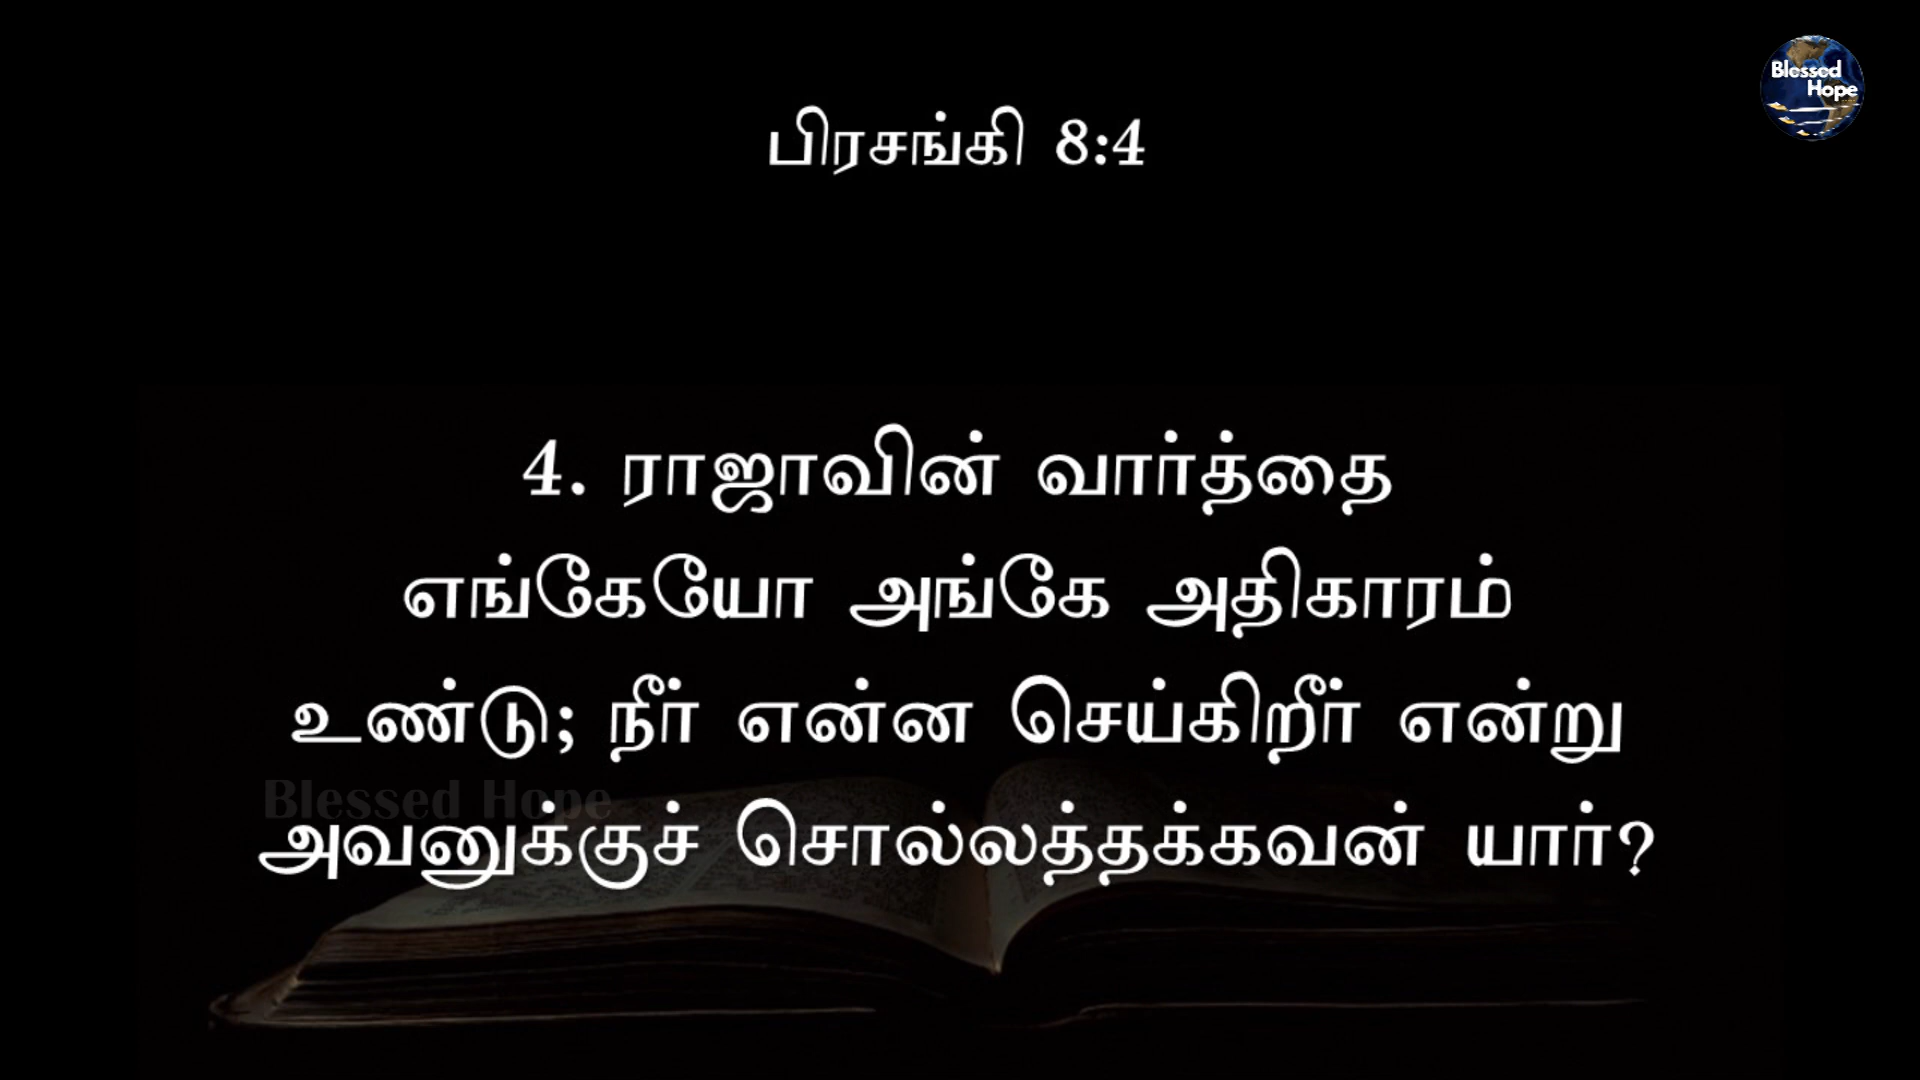 Blessed
Hope
பிரசங்கி 8:4
4. ராஜாவின் வார்த்தை
எங்கேயோ அங்கே அதிகாரம்
உண்டு; நீர் என்ன செய்கிறீர் என்று
Blessed Hope
அவனுக்குச் சொல்லத்தக்கவன் யார்?